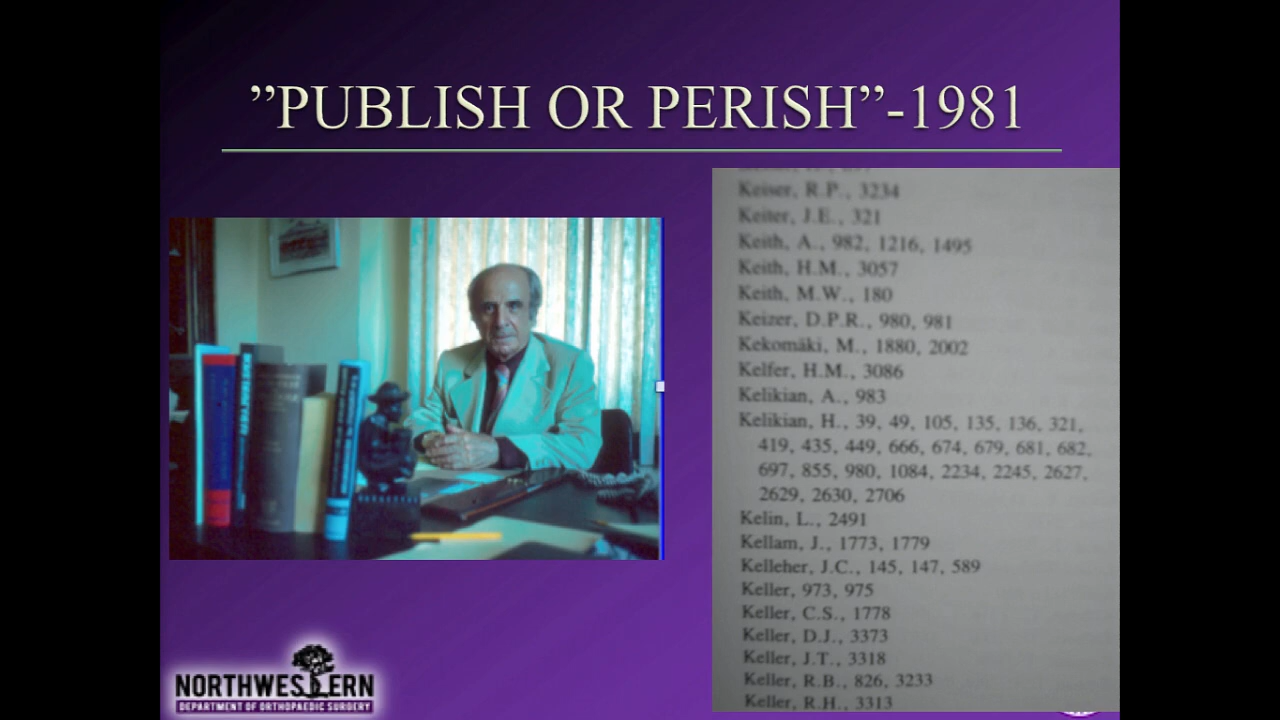 ”PUBLISH OR PERISH”-1981
Keiser, R.P., 3234
Keiter, J.E., 321
Keith, A., 982, 1216, 1495
Keith, H.M., 3057
Keith, M.W., 180
Keizer, D.P.R., 980, 981
Kekomäki, M., 1880, 2002
Kelfer, H.M., 3086
Kelikian, A., 983
Kelikian, H., 39, 49, 105, 135, 136, 321,
419, 435, 449, 666, 674, 679, 681, 682,
697, 855, 980, 1084, 2234, 2245, 2627,
2629, 2630, 2706
Kelin, L., 2491
Kellam, J., 1773, 1779
Kelleher, J.C., 145, 147, 589
Keller, 973, 975
Keller, C.S., 1778
Keller, D.J., 3373
Keller, J.T., 3318
Keller, R.B., 826, 3233
Keller, R.H., 3313
NORTHWESTERN
DEPARTMENT OF ORTHOPAEDIC SURGERY